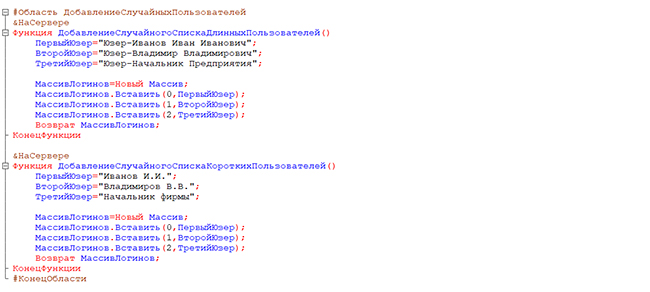 #Область ДобавлениеСлучайныхПользователей
&НаСервере
Функция ДобавлениеСлучайногоСпискаДлинныхПользователей()
ПервыйЮзер="Юзер-Иванов Иван Иванович";
ВторойЮзер="Юзер-Владимир Владимирович";
ТретийЮзер="Юзер-Начальник Предприятия";
МассивЛогинов=Новый Массив;
МассивЛогинов.Вставить(0,ПервыйЮзер);
МассивЛогинов.Вставить(1,ВторойЮзер);
МассивЛогинов.Вставить(2,ТретийЮзер);
Возврат МассивЛогинов;
КонецФункции
&НаСервере
Функция ДобавлениеСлучайногоСпискаКороткихПользователей()
ПервыйЮзер="Иванов И.И.";
ВторойЮзер="Владимиров В.В.";
ТретийЮзер="Начальник фирмы";
МассивЛогинов=Новый Массив;
МассивЛогинов.Вставить(0,ПервыйЮзер);
МассивЛогинов.Вставить(1,ВторойЮзер);
МассивЛогинов.Вставить(2,ТретийЮзер);
Возврат МассивЛогинов;
КонецФункции
#КонецОбласти